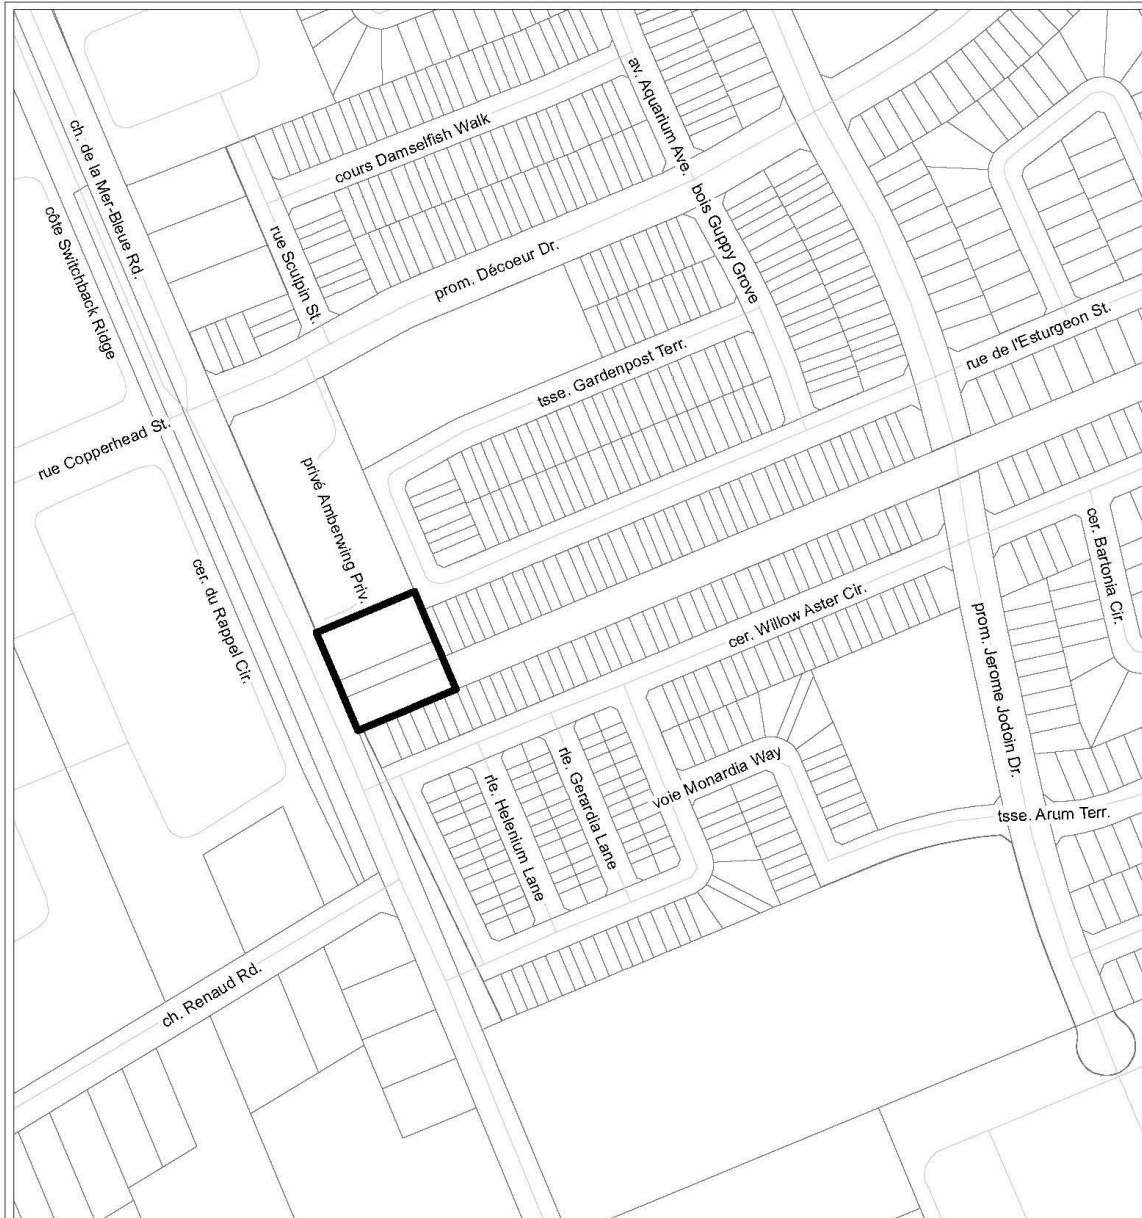 av. Aquarium Ave.
cours Damselfish Walk
ch. de la Mer-Bleue Rd.
bois Guppy Grove
côte Switchback Ridge
rue Sculpin St.
prom. Décoeur Dr.
rue de l'Esturgeon St.
tsse. Gardenpost Terr.
rue Copperhead St.
privé Amberwing Priv.
cer. Bartonia Cir.
cer. du Rappel Cir.
cer. Willow Aster Cir.
prom. Jerome Jodoin Dr.
rle. Gerardia Lane
voie Monardia Way
rle. Helenium Lane
tsse. Arum Terr.
ch. Renaud Rd.